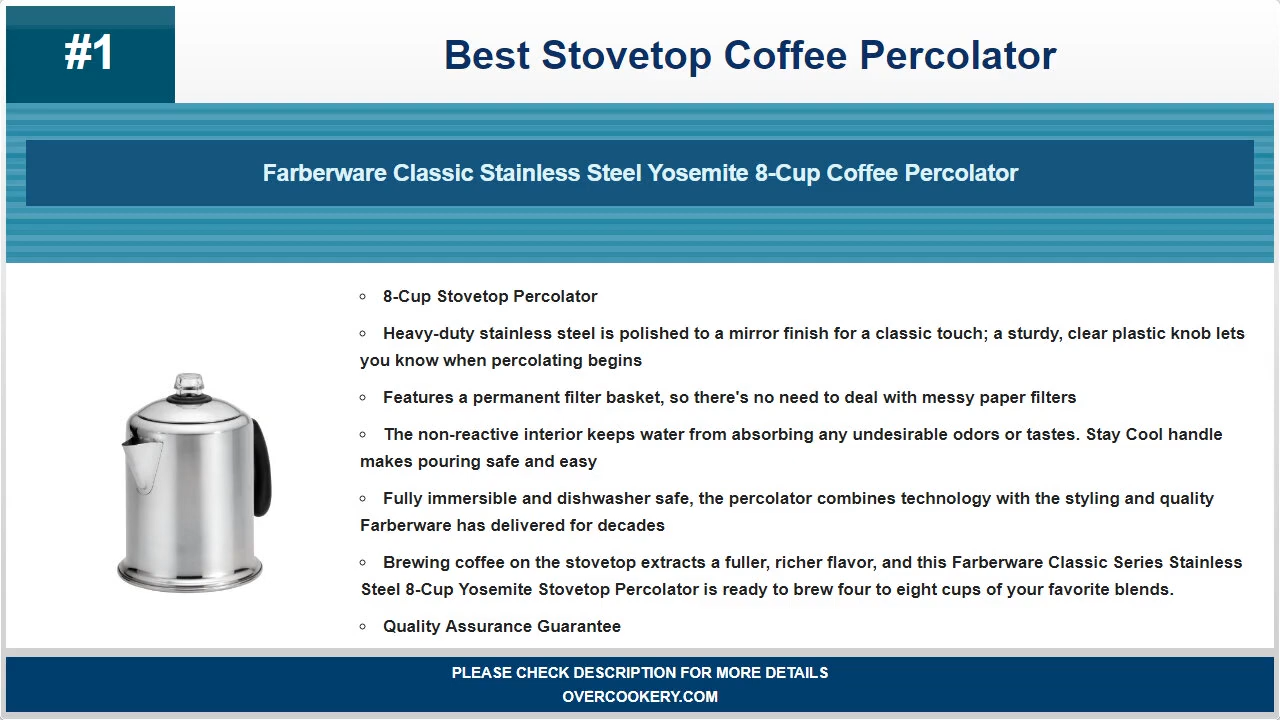 #1
Best Stovetop Coffee Percolator
Farberware Classic Stainless Steel Yosemite 8-Cup Coffee Percolator
8-Cup Stovetop Percolator
Heavy-duty stainless steel is polished to a mirror finish for a classic touch; a sturdy, clear plastic knob lets
you know when percolating begins
Features a permanent filter basket, so there's no need to deal with messy paper filters
The non-reactive interior keeps water from absorbing any undesirable odors or tastes. Stay Cool handle
makes pouring safe and easy
Fully immersible and dishwasher safe, the percolator combines technology with the styling and quality
Farberware has delivered for decades
Brewing coffee on the stovetop extracts a fuller, richer flavor, and this Farberware Classic Series Stainless
Steel 8-Cup Yosemite Stovetop Percolator is ready to brew four to eight cups of your favorite blends.
Quality Assurance Guarantee
PLEASE CHECK DESCRIPTION FOR MORE DETAILS
OVERCOOKERY.COM